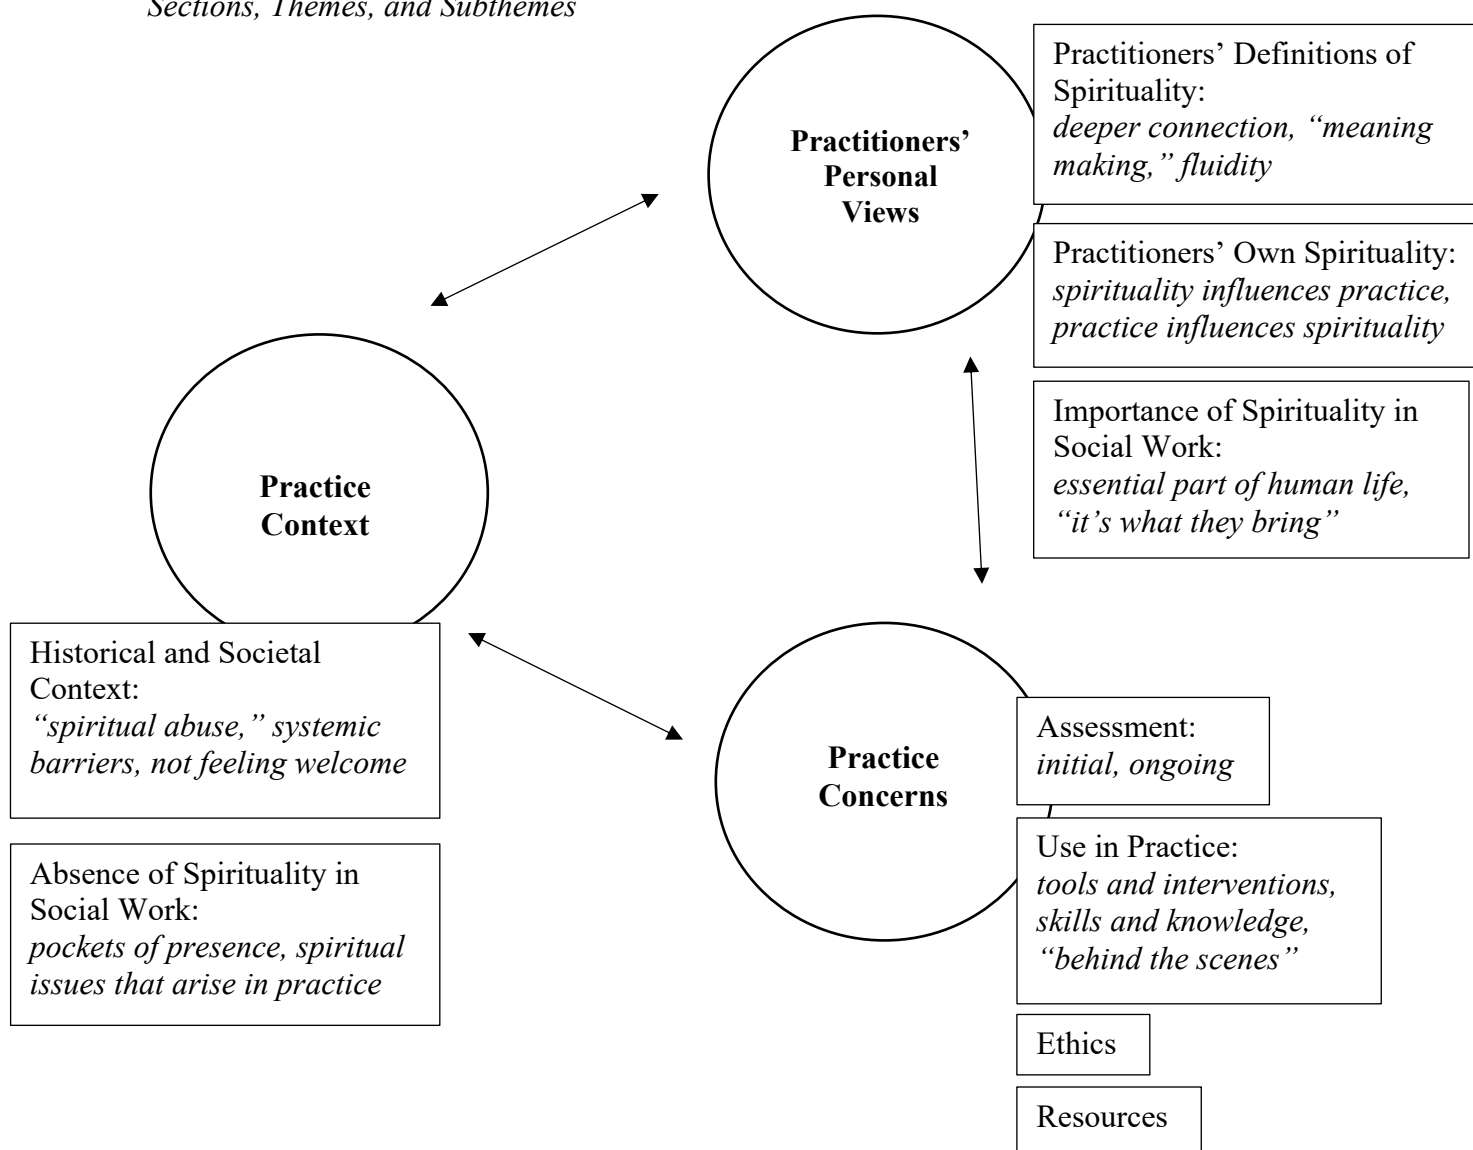 Sections, Themes, and Subthemes
Practitioners’
Personal
Views
Practitioners’ Definitions of
Spirituality:
deeper connection, “meaning
making,” fluidity
Practitioners’ Own Spirituality:
spirituality influences practice,
practice influences spirituality
Importance of Spirituality in
Social Work:
essential part of human life,
“it’s what they bring”
Practice
Context
Historical and Societal
Context:
“spiritual abuse,” systemic
barriers, not feeling welcome
Absence of Spirituality in
Social Work:
pockets of presence, spiritual
issues that arise in practice
Practice
Concerns
Assessment:
initial, ongoing
Use in Practice:
tools and interventions,
skills and knowledge,
“behind the scenes”
Ethics
Resources